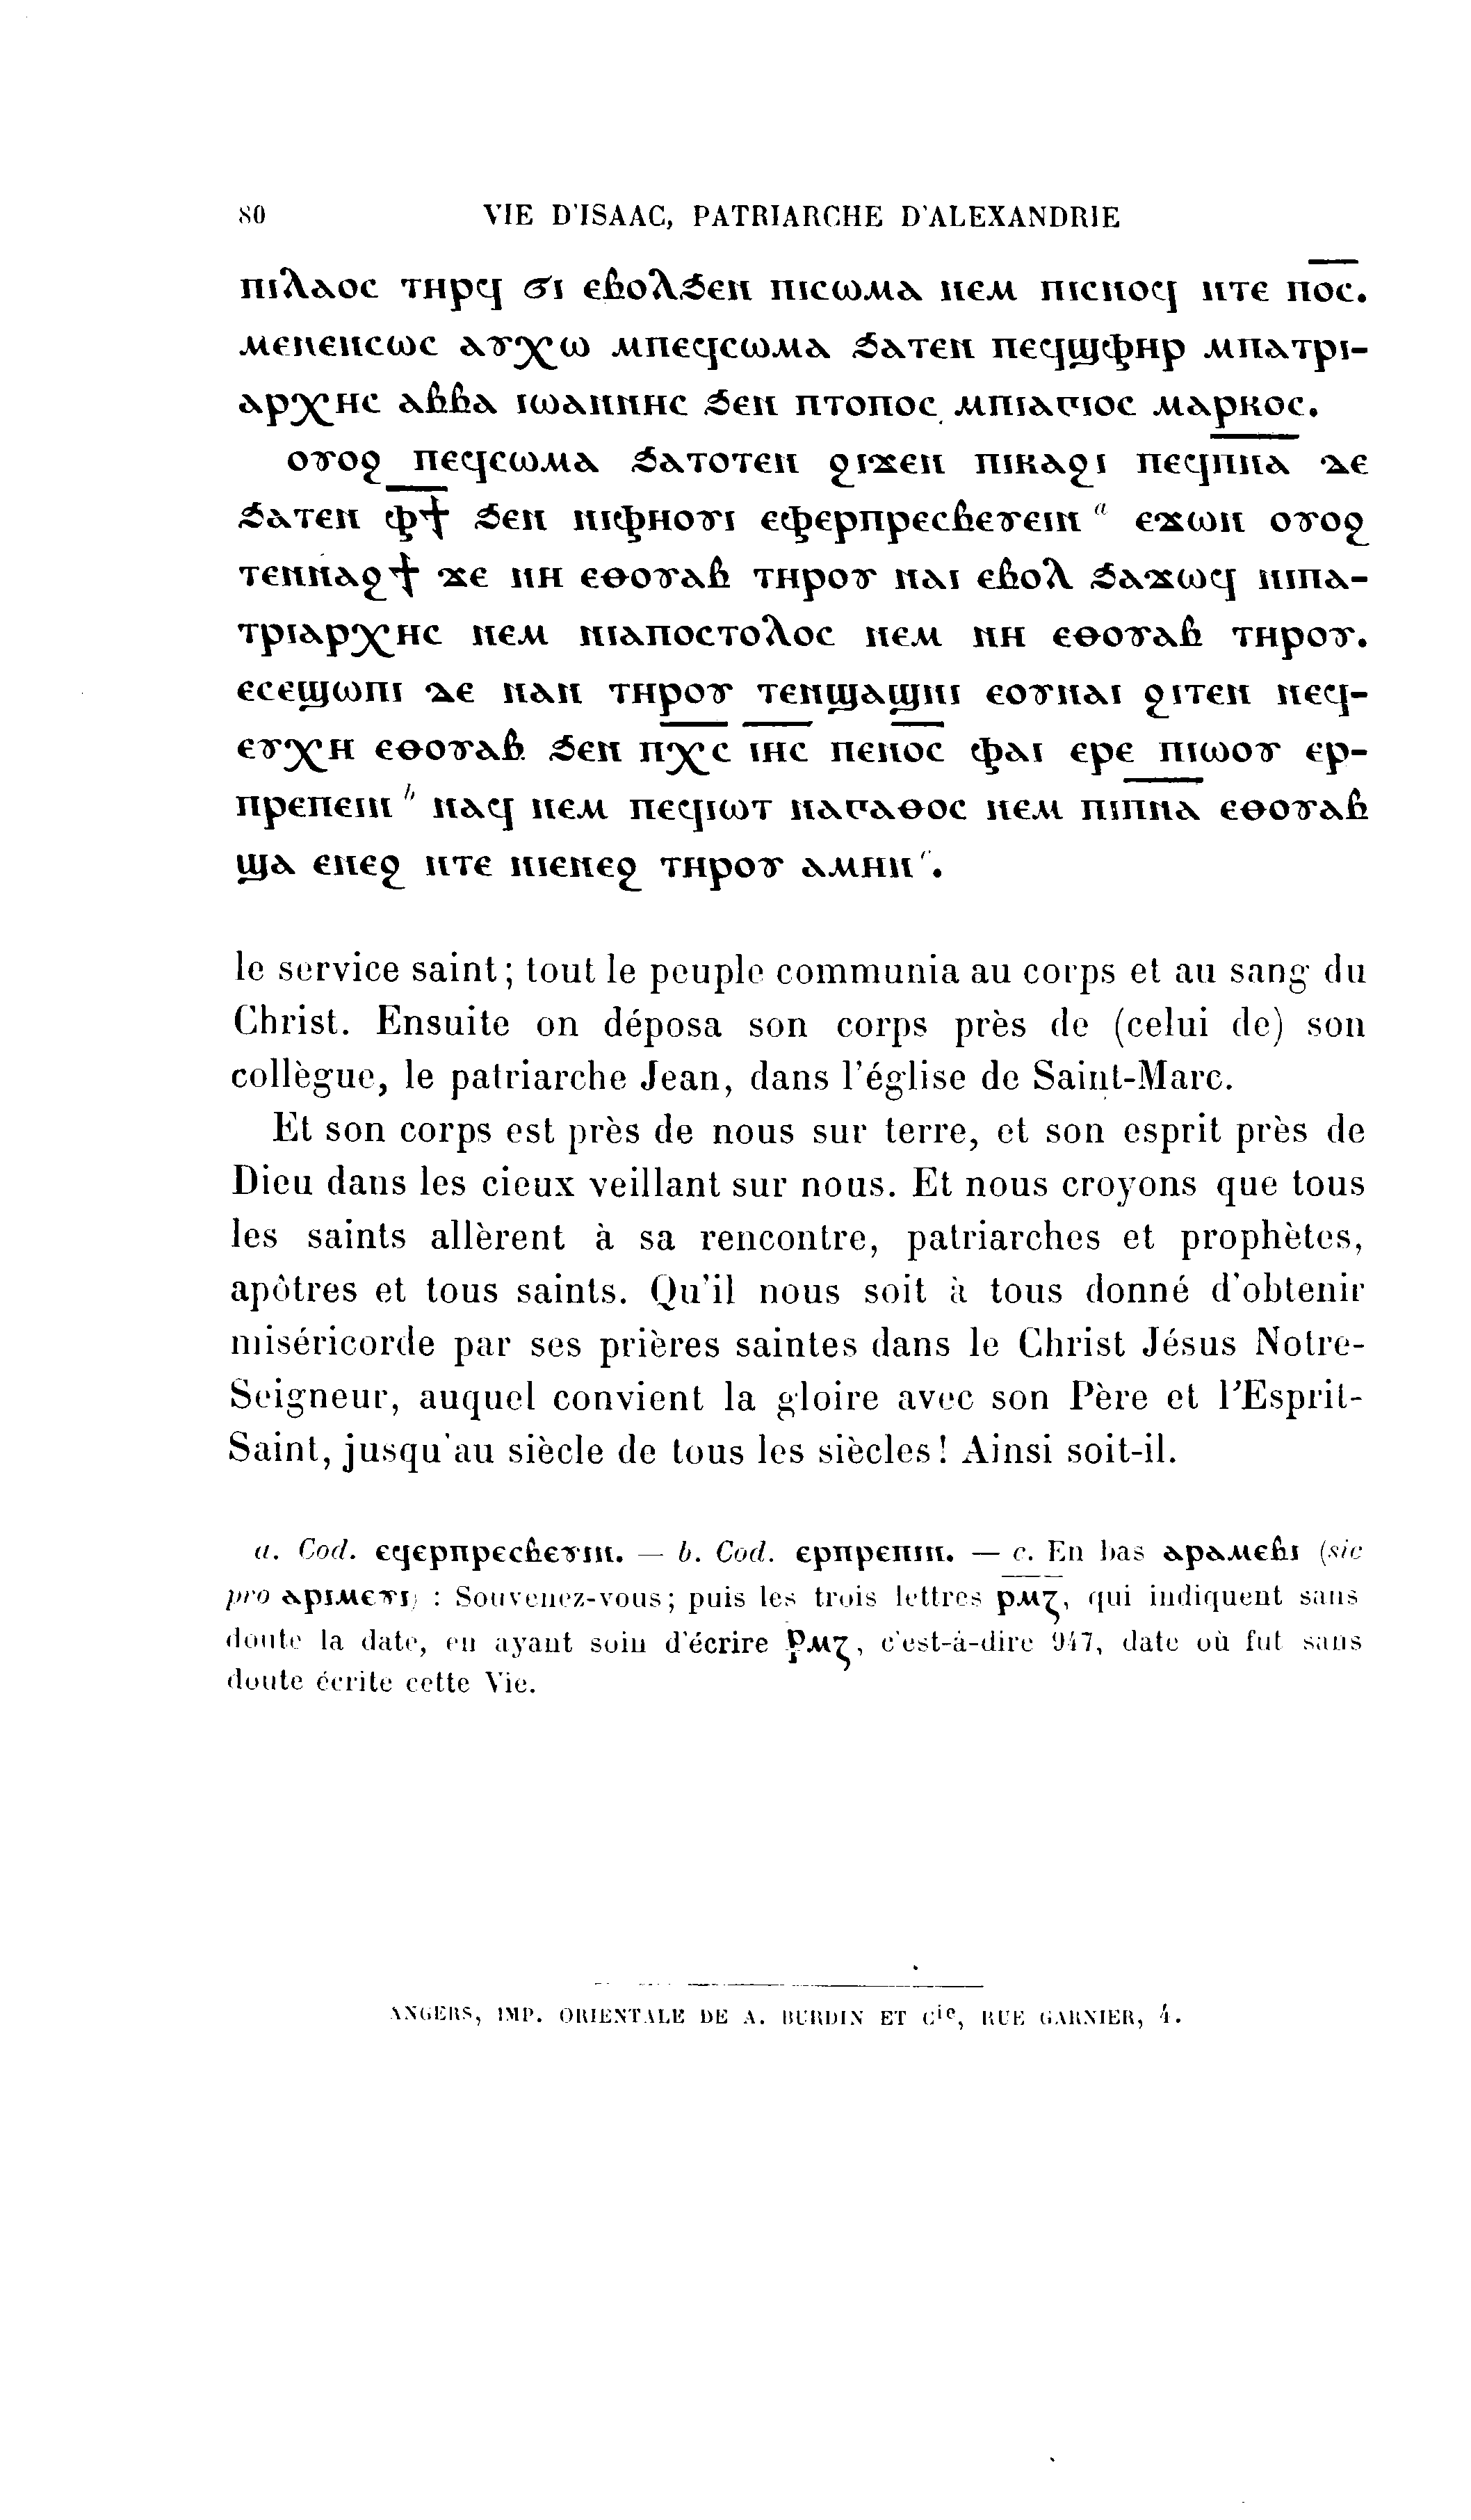 80 VIE D'ISAAC, PATRIARCHE D'ALEXANDRIE
ⲡⲓⲗⲁⲟⲥ ⲧⲏⲣϥ ϭⲓ ⲉⲃⲟⲗϧⲉⲛ ⲡⲓⲥⲱⲙⲁ ⲛⲉⲙ ⲡⲓⲥⲛⲟϥ ⲛⲧⲉ ⲡ̅ⲟ̅ⲥ̅.
ⲙⲉⲛⲉⲛⲥⲱⲥ ⲁⲩⲭⲱ ⲙⲡⲉϥⲥⲱⲙⲁ ϧⲁⲧⲉⲛ ⲡⲉϥϣⲫⲏⲣ ⲙⲡⲁⲧⲣⲓ-
ⲁⲣⲭⲏⲥ ⲁⲃⲃⲁ ⲓⲱⲁⲛⲛⲏⲥ ϧⲉⲛ ⲡⲧⲟⲡⲟⲥ ⲙⲡⲓⲁⲅⲓⲟⲥ ⲙⲁⲣⲕⲟⲥ.
ⲟⲩⲟϩ ⲡⲉϥⲥⲱⲙⲁ ϧⲁⲧⲟⲧⲉⲛ ϩⲓϫⲉⲛ ⲡⲓⲕⲁϩⲓ ⲡⲉϥⲡ̅ⲛ̅ⲁ̅ ⲇⲉ
ϧⲁⲧⲉⲛ ⲫ̅ϯ̅ ϧⲉⲛ ⲛⲓⲫⲏⲟⲩⲓ ⲉⲫⲉⲣⲡⲣⲉⲥⲃⲉⲩⲉⲓⲛ a ⲉϫⲱⲛ ⲟⲩⲟϩ
ⲧⲉⲛⲛⲁϩϯ ϫⲉ ⲛⲏ ⲉⲑⲟⲩⲁⲃ ⲧⲏⲣⲟⲩ ⲛⲁⲓ ⲉⲃⲟⲗ ϧⲁϫⲱϥ ⲛⲓⲡⲁ-
ⲧⲣⲓⲁⲣⲭⲏⲥ ⲛⲉⲙ ⲛⲓⲁⲡⲟⲥⲧⲟⲗⲟⲥ ⲛⲉⲙ ⲛⲏ ⲉⲑⲟⲩⲁⲃ ⲧⲏⲣⲟⲩ.
ⲉⲥⲉϣⲱⲡⲓ ⲇⲉ ⲛⲁⲛ ⲧⲏⲣⲟⲩ ⲧⲉⲛϣⲁϣⲛⲓ ⲉⲟⲩⲛⲁⲓ ϩⲓⲧⲉⲛ ⲛⲉϥ-
ⲉⲩⲭⲏ ⲉⲑⲟⲩⲁⲃ ϧⲉⲛ ⲡ̅ⲭ̅ⲥ̅ ⲓ̅ⲏ̅ⲥ̅ ⲡⲉⲛⲟ̅ⲥ̅ ⲫⲁⲓ ⲉⲣⲉ ⲡⲓⲱⲟⲩ ⲉⲣ-
ⲡⲣⲉⲡⲉⲓⲛ b ⲛⲁϥ ⲛⲉⲙ ⲡⲉϥⲓⲱⲧ ⲛⲁⲅⲁⲑⲟⲥ ⲛⲉⲙ ⲡⲓⲡ̅ⲛ̅ⲁ̅ ⲉⲑⲟⲩⲁⲃ
ϣⲁ ⲉⲛⲉϩ ⲛⲧⲉ ⲛⲓⲉⲛⲉϩ ⲧⲏⲣⲟⲩ ⲁⲙⲏⲛ c.
le service saint; tout le peuple communia au corps et au sang du
Christ. Ensuite on déposa son corps près de (celui de) son
collègue, le patriarche Jean, dans l'église de Saint-Marc.
Et son corps est près de nous sur terre, et son esprit près de
Dieu dans les cieux veillant sur nous. Et nous croyons que tous
les saints allèrent à sa rencontre, patriarches et prophètes,
apôtres et tous saints. Qu'il nous soit à tous donné d'obtenir
miséricorde par ses prières saintes dans le Christ Jésus Notre-
Seigneur, auquel convient la gloire avec son Père et l'Esprit-
Saint, jusqu'au siècle de tous les siècles! Ainsi soit-il.
a. Cod. ⲉϥⲉⲣⲡⲣⲉⲥⲃⲉⲩⲓⲛ. — b. Cod. ⲉⲣⲡⲣⲉⲡⲓⲛ. — c. En bas ⲁⲣⲁⲙⲉⲃⲓ (sic
pro ⲁⲣⲓⲙⲉⲩⲓ) : Souvenez-vous; puis les trois lettres ⲣ̅ⲙ̅ⲍ̅, qui indiquent sans
doute la date, en ayant soin d'écrire ⲣⲙⲍ, c'est-à-dire 947, date où fut sans
doute écrite cette Vie.
ANGERS, IMP. ORIENTALE DE A. BURDIN ET Cie, RUE GARNIER, 4.